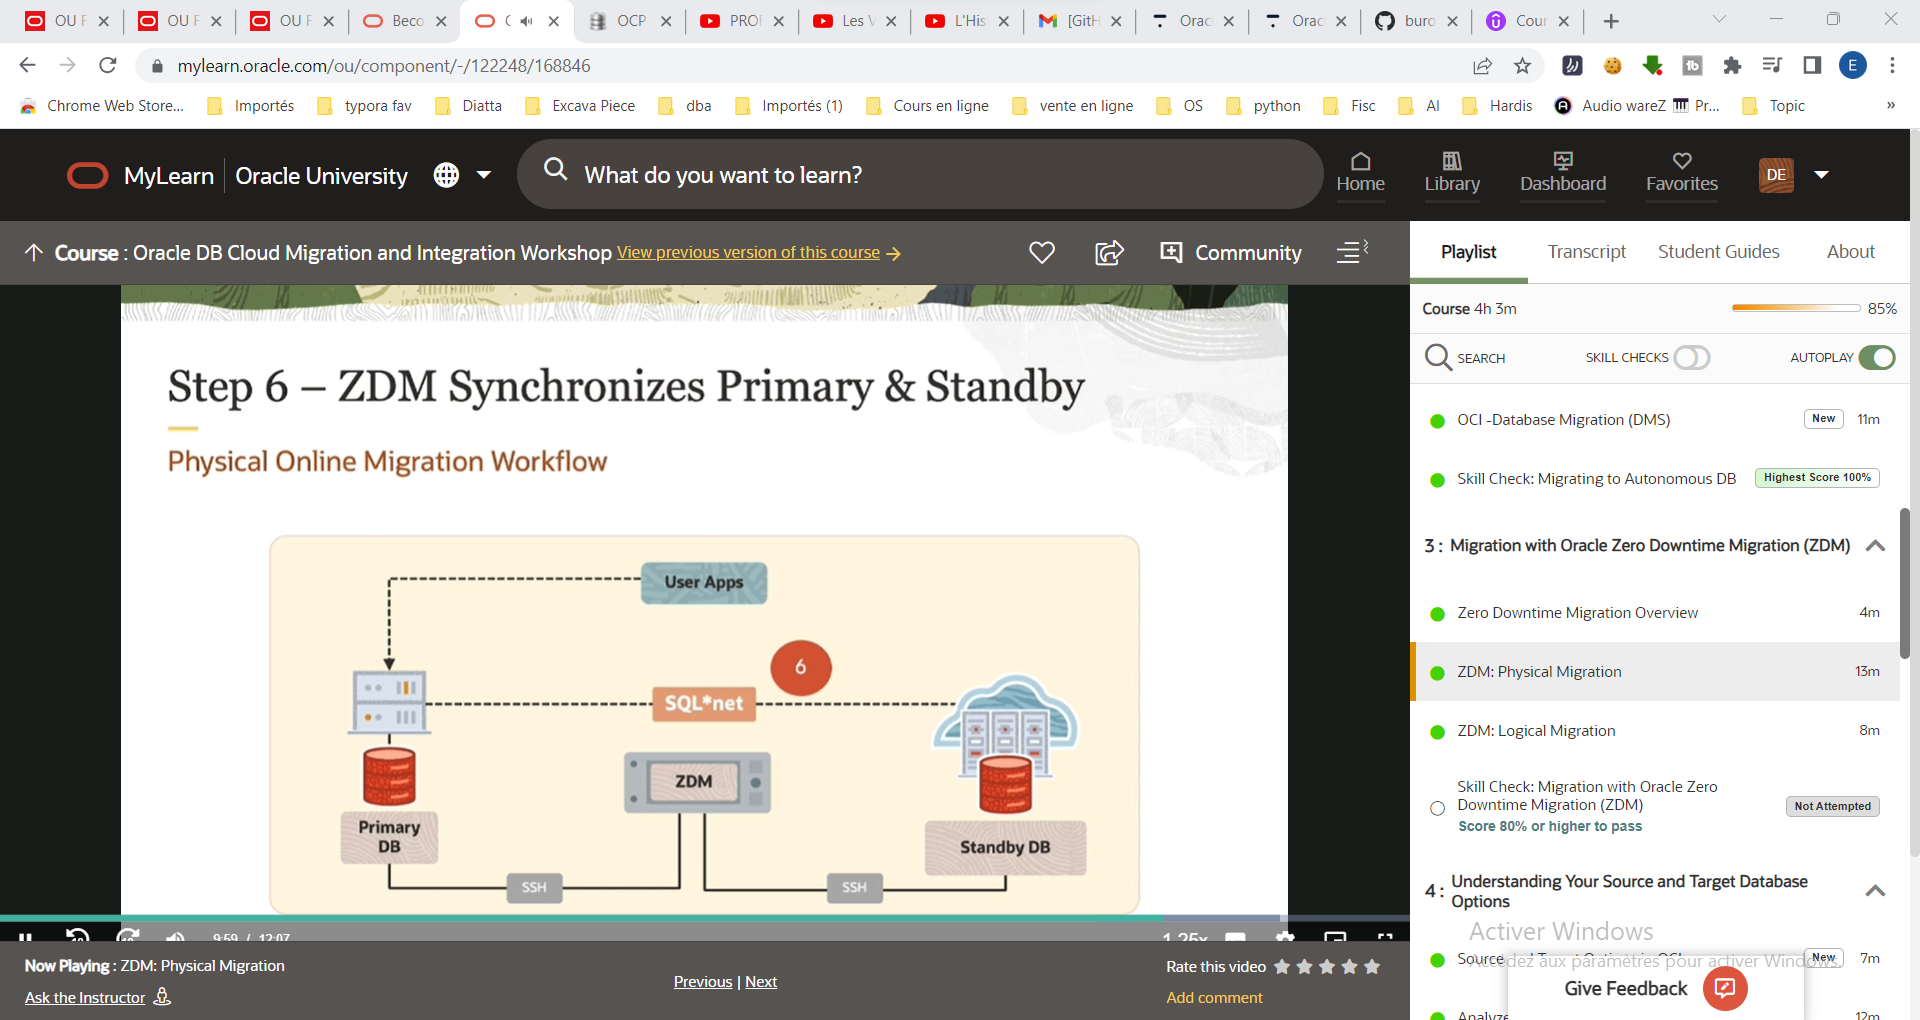 OU F
OU F
OU F
Beco
OCP
PROF
Les V
L'His
[GitH
Orac
Orac
buro
Cour
mylearn.oracle.com/ou/component/-/122248/168846
E
Chrome Web Store...
Importés
typora fav
Diatta
Excava Piece
dba
Importés (1)
Cours en ligne
vente en ligne
OS
python
Fisc
AI
Hardis
Audio wareZ
Pr...
Topic
»
MyLearn
Oracle University
What do you want to learn?
Home
Library
Dashboard
Favorites
DE
Course : Oracle DB Cloud Migration and Integration Workshop View previous version of this course →
Community
Playlist
Transcript
Student Guides
About
Course 4h 3m
85%
SEARCH
SKILL CHECKS
AUTOPLAY
Step 6 – ZDM Synchronizes Primary & Standby
Physical Online Migration Workflow
User Apps
6
SQL*net
ZDM
Primary
DB
Standby DB
SSH
SSH
OCI -Database Migration (DMS)
New
11m
Skill Check: Migrating to Autonomous DB
Highest Score 100%
3 : Migration with Oracle Zero Downtime Migration (ZDM)
Zero Downtime Migration Overview
4m
ZDM: Physical Migration
13m
ZDM: Logical Migration
8m
Skill Check: Migration with Oracle Zero
Downtime Migration (ZDM)
Score 80% or higher to pass
Not Attempted
4 : Understanding Your Source and Target Database
Options
Activer Windows
Accédez aux paramètres pour activer Windows.
New
7m
12m
9:59 / 12:07
1.25x
Now Playing : ZDM: Physical Migration
Ask the Instructor
Previous | Next
Rate this video
Add comment
Give Feedback